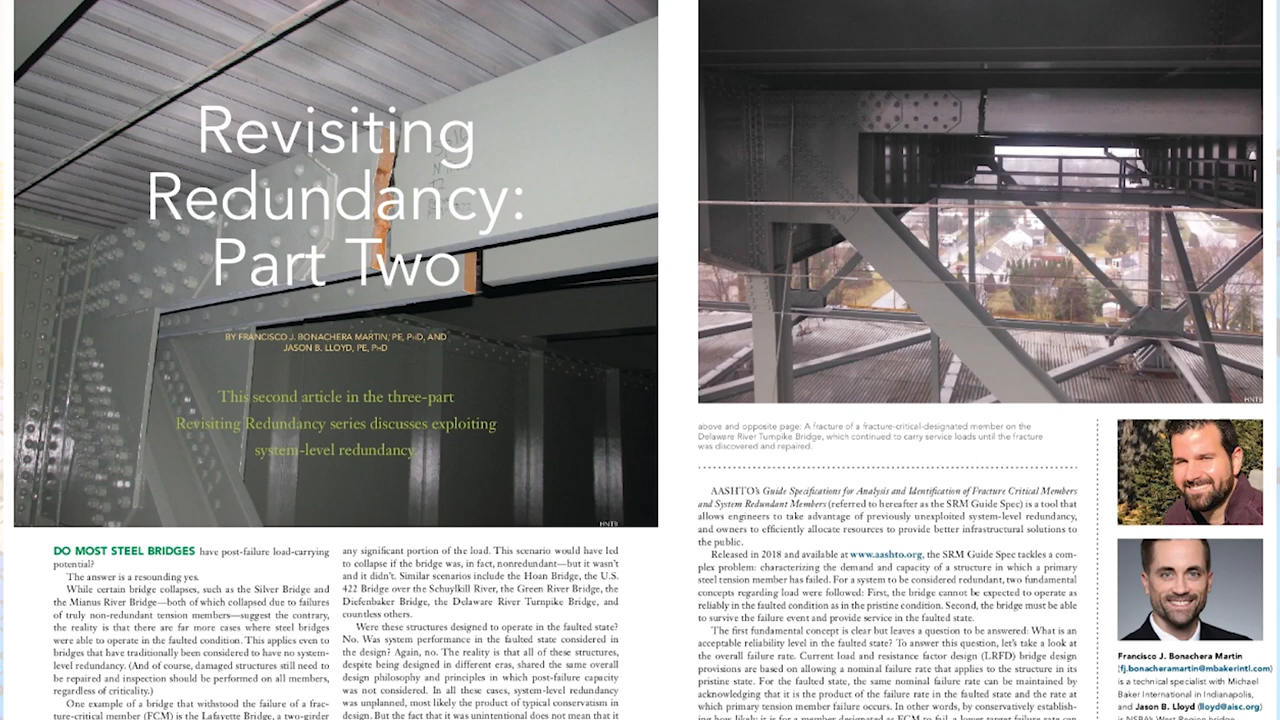 Revisiting
Redundancy:
Part Two
BY FRANCISCO J. BONACHERA MARTIN, PE, PhD, AND
JASON B. LLOYD, PE, PhD
This second article in the three-part
Revisiting Redundancy series discusses exploiting
system-level redundancy.
HNTB
DO MOST STEEL BRIDGES have post-failure load-carrying
potential?
The answer is a resounding yes.
While certain bridge collapses, such as the Silver Bridge and
the Mianus River Bridge—both of which collapsed due to failures
of truly non-redundant tension members—suggest the contrary,
the reality is that there are far more cases where steel bridges
were able to operate in the faulted condition. This applies even to
bridges that have traditionally been considered to have no system-
level redundancy. (And of course, damaged structures still need to
be repaired and inspection should be performed on all members,
regardless of criticality.)
One example of a bridge that withstood the failure of a frac-
ture-critical member (FCM) is the Lafayette Bridge, a two-girder
any significant portion of the load. This scenario would have led
to collapse if the bridge was, in fact, nonredundant—but it wasn't
and it didn't. Similar scenarios include the Hoan Bridge, the U.S.
422 Bridge over the Schuylkill River, the Green River Bridge, the
Diefenbaker Bridge, the Delaware River Turnpike Bridge, and
countless others.
Were these structures designed to operate in the faulted state?
No. Was system performance in the faulted state considered in
the design? Again, no. The reality is that all of these structures,
despite being designed in different eras, shared the same overall
design philosophy and principles in which post-failure capacity
was not considered. In all these cases, system-level redundancy
was unplanned, most likely the product of typical conservatism in
design. But the fact that it was unintentional does not mean that it
HNTB
above and opposite page: A fracture of a fracture-critical-designated member on the
Delaware River Turnpike Bridge, which continued to carry service loads until the fracture
was discovered and repaired.
AASHTO's Guide Specifications for Analysis and Identification of Fracture Critical Members
and System Redundant Members (referred to hereafter as the SRM Guide Spec) is a tool that
allows engineers to take advantage of previously unexploited system-level redundancy,
and owners to efficiently allocate resources to provide better infrastructural solutions to
the public.
Released in 2018 and available at www.aashto.org, the SRM Guide Spec tackles a com-
plex problem: characterizing the demand and capacity of a structure in which a primary
steel tension member has failed. For a system to be considered redundant, two fundamental
concepts regarding load were followed: First, the bridge cannot be expected to operate as
reliably in the faulted condition as in the pristine condition. Second, the bridge must be able
to survive the failure event and provide service in the faulted state.
The first fundamental concept is clear but leaves a question to be answered: What is an
acceptable reliability level in the faulted state? To answer this question, let's take a look at
the overall failure rate. Current load and resistance factor design (LRFD) bridge design
provisions are based on allowing a nominal failure rate that applies to the structure in its
pristine state. For the faulted state, the same nominal failure rate can be maintained by
acknowledging that it is the product of the failure rate in the faulted state and the rate at
which primary tension member failure occurs. In other words, by conservatively establish-
ing how likely it is for a member designated as FCM to fail, a lower target failure rate can
Francisco J. Bonachera Martin
(fj.bonacheramartin@mbakerintl.com)
is a technical specialist with Michael
Baker International in Indianapolis,
and Jason B. Lloyd (lloyd@aisc.org)
is NSBA's West Region bridge